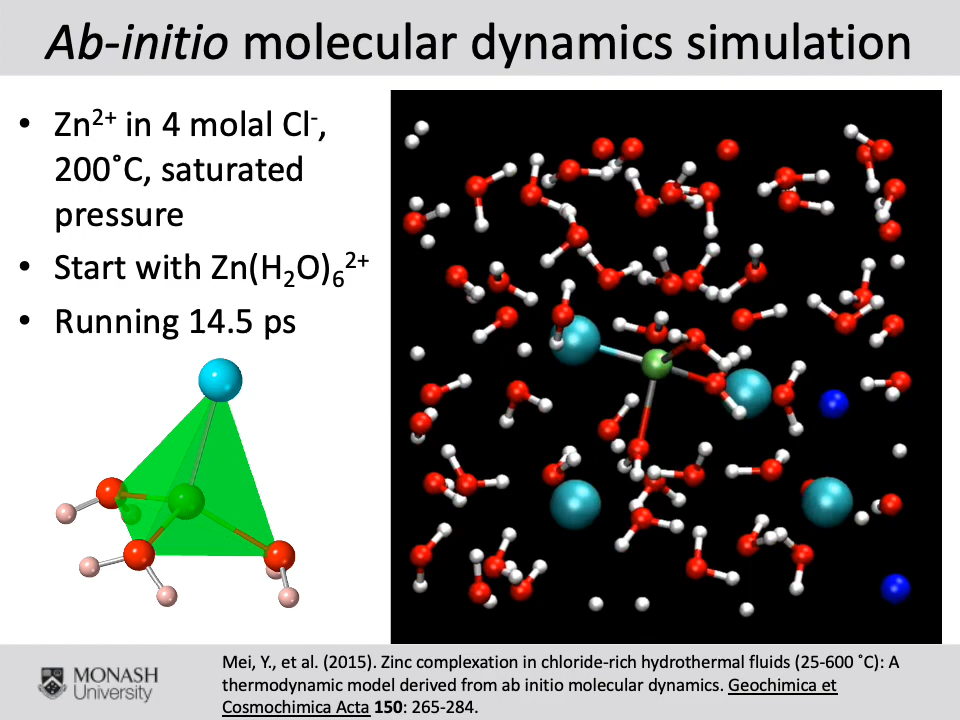 Ab-initio molecular dynamics simulation
• Zn²⁺ in 4 molal Cl⁻,
200˚C, saturated
pressure
• Start with Zn(H₂O)₆²⁺
• Running 14.5 ps
MONASH
University
Mei, Y., et al. (2015). Zinc complexation in chloride-rich hydrothermal fluids (25-600 ˚C): A
thermodynamic model derived from ab initio molecular dynamics. Geochimica et
Cosmochimica Acta 150: 265-284.